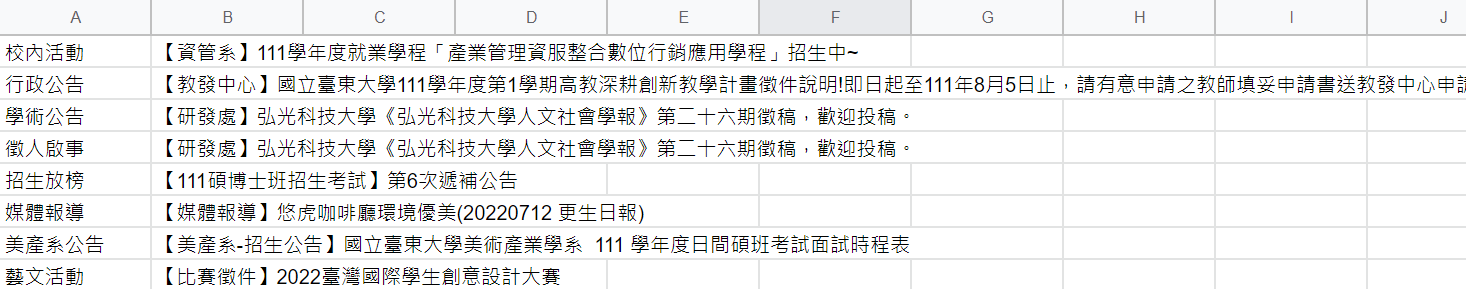 A B C D E F G H I J
校內活動 【資管系】111學年度就業學程「產業管理資服整合數位行銷應用學程」招生中~
行政公告 【教發中心】國立臺東大學111學年度第1學期高教深耕創新教學計畫徵件說明!即日起至111年8月5日止，請有意申請之教師填妥申請書送教發中心申請
學術公告 【研發處】弘光科技大學《弘光科技大學人文社會學報》第二十六期徵稿，歡迎投稿。
徵人啟事 【研發處】弘光科技大學《弘光科技大學人文社會學報》第二十六期徵稿，歡迎投稿。
招生放榜 【111碩博士班招生考試】第6次遞補公告
媒體報導 【媒體報導】悠虎咖啡廳環境優美(20220712 更生日報)
美產系公告 【美產系-招生公告】國立臺東大學美術產業學系 111 學年度日間碩班考試面試時程表
藝文活動 【比賽徵件】2022臺灣國際學生創意設計大賽